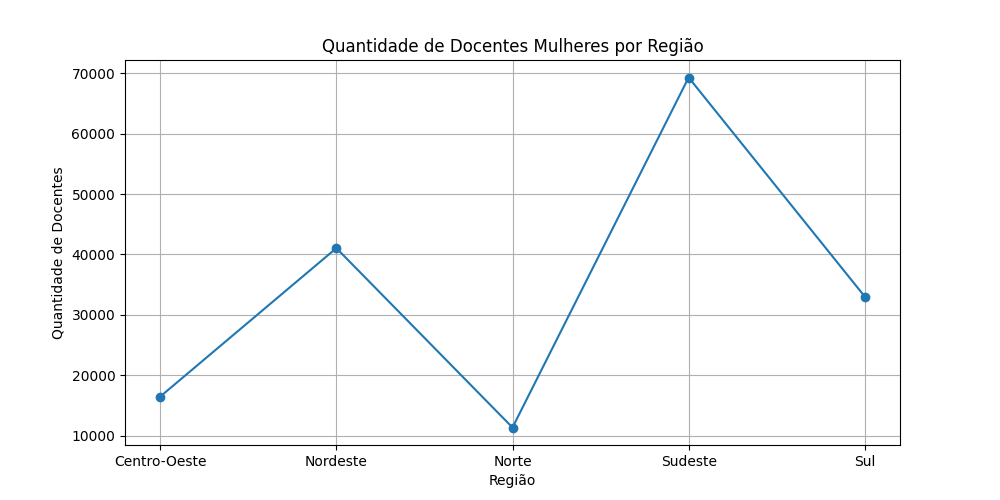 Quantidade de Docentes Mulheres por Região
70000
60000
50000
40000
30000
20000
10000
Quantidade de Docentes
Centro-Oeste
Nordeste
Norte
Sudeste
Sul
Região